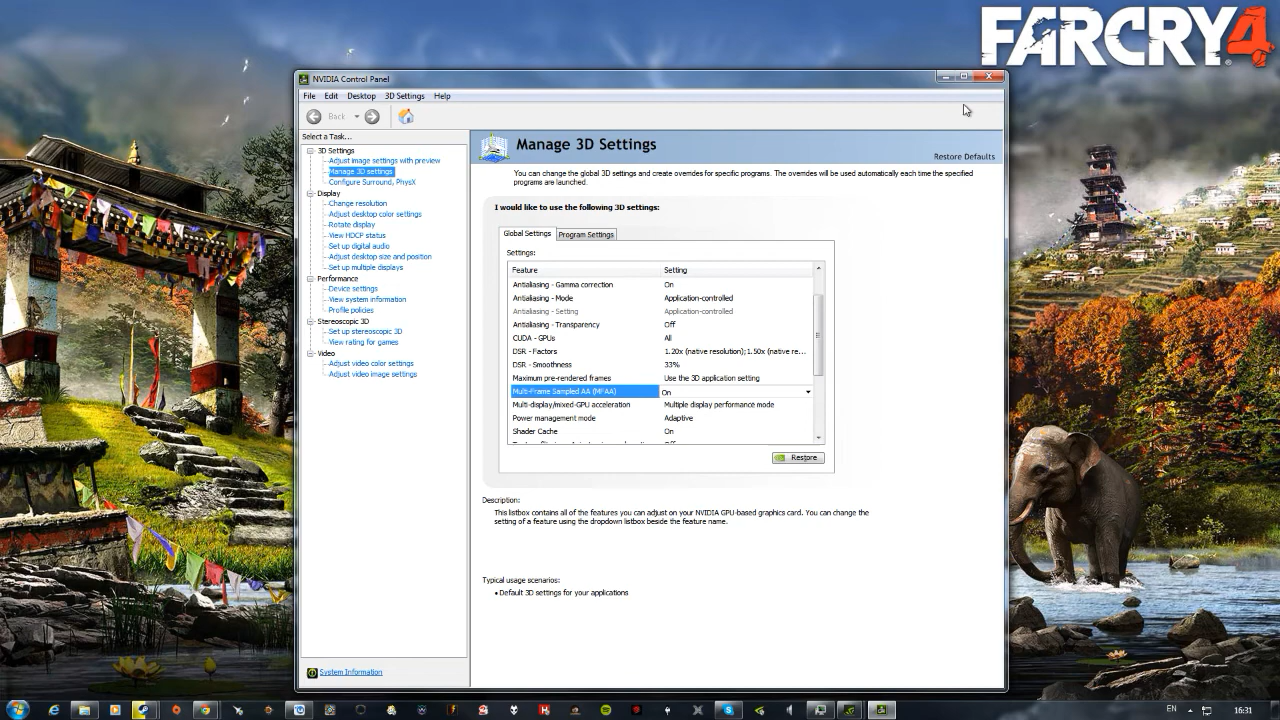 FARCRY4
NVIDIA Control Panel
File Edit Desktop 3D Settings Help
Back
Select a Task...
3D Settings
Adjust image settings with preview
Manage 3D settings
Configure Surround, PhysX
Display
Change resolution
Adjust desktop color settings
Rotate display
View HDCP status
Set up digital audio
Adjust desktop size and position
Set up multiple displays
Performance
Device settings
View system information
Profile policies
Stereoscopic 3D
Set up stereoscopic 3D
View rating for games
Video
Adjust video color settings
Adjust video image settings
System Information
Manage 3D Settings
Restore Defaults
You can change the global 3D settings and create overrides for specific programs. The overrides will be used automatically each time the specified
programs are launched.
I would like to use the following 3D settings:
Global Settings Program Settings
Settings:
Feature Setting
Antialiasing - Gamma correction On
Antialiasing - Mode Application-controlled
Antialiasing - Setting Application-controlled
Antialiasing - Transparency Off
CUDA - GPUs All
DSR - Factors 1.20x (native resolution);1.50x (native re...
DSR - Smoothness 33%
Maximum pre-rendered frames Use the 3D application setting
Multi-Frame Sampled AA (MFAA) On
Multi-display/mixed-GPU acceleration Multiple display performance mode
Power management mode Adaptive
Shader Cache On
Restore
Description:
This listbox contains all of the features you can adjust on your NVIDIA GPU-based graphics card. You can change the
setting of a feature using the dropdown listbox beside the feature name.
Typical usage scenarios:
• Default 3D settings for your applications
EN 16:31